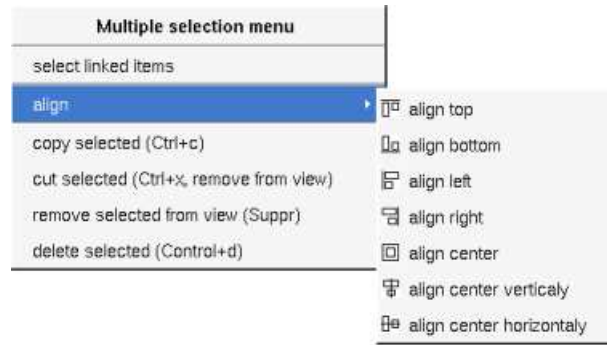 Multiple selection menu
select linked items
align
copy selected (Ctrl+c)
cut selected (Ctrl+x, remove from view)
remove selected from view (Suppr)
delete selected (Control+d)
align top
align bottom
align left
align right
align center
align center verticaly
align center horizontaly